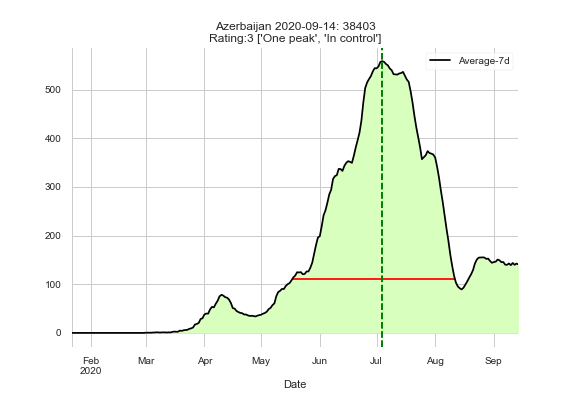 Azerbaijan 2020-09-14: 38403
Rating:3 ['One peak', 'In control']
Average-7d
500
400
300
200
100
0
Feb Mar Apr May Jun Jul Aug Sep
2020
Date